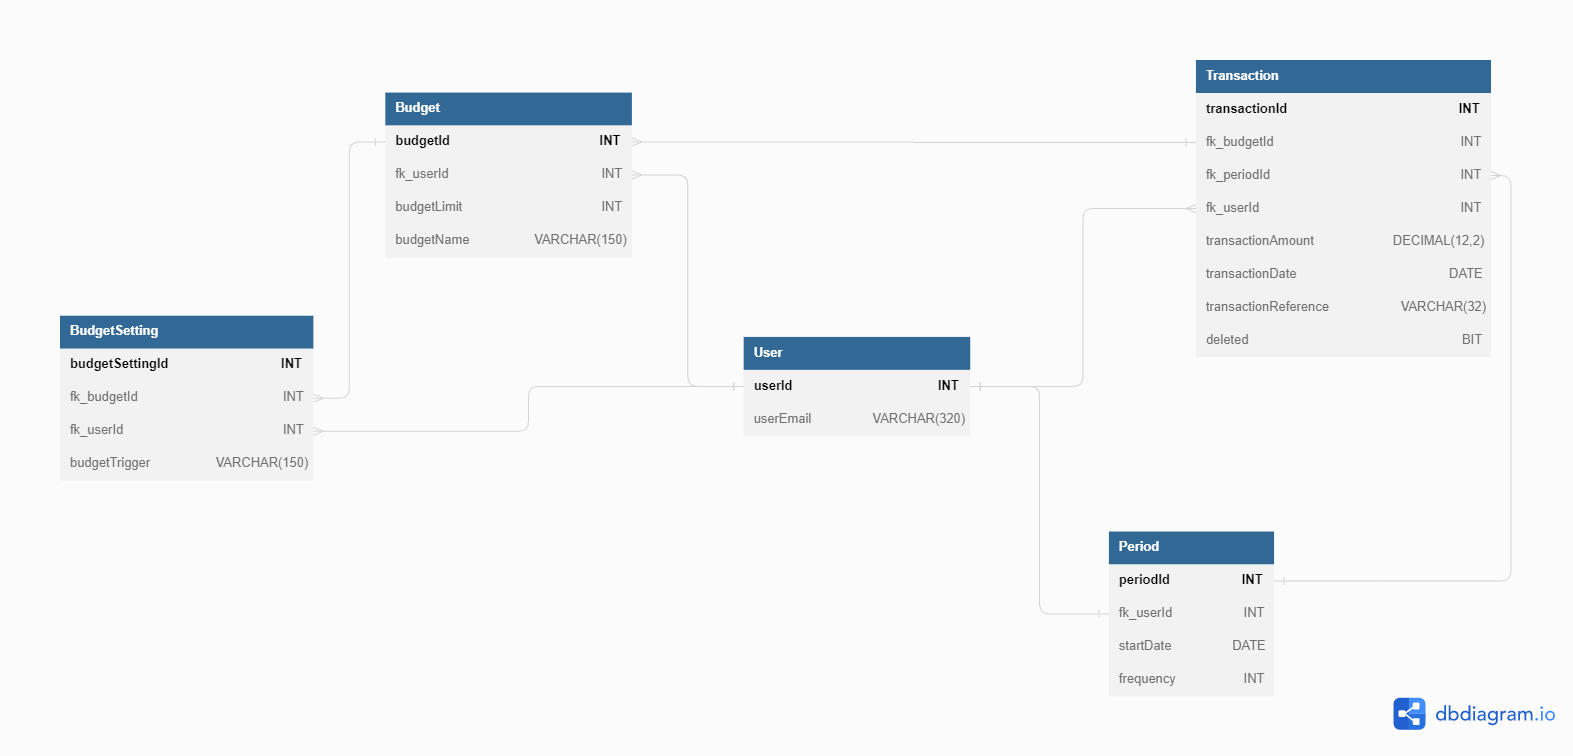 Budget
budgetId INT
fk_userId INT
budgetLimit INT
budgetName VARCHAR(150)
BudgetSetting
budgetSettingId INT
fk_budgetId INT
fk_userId INT
budgetTrigger VARCHAR(150)
User
userId INT
userEmail VARCHAR(320)
Transaction
transactionId INT
fk_budgetId INT
fk_periodId INT
fk_userId INT
transactionAmount DECIMAL(12,2)
transactionDate DATE
transactionReference VARCHAR(32)
deleted BIT
Period
periodId INT
fk_userId INT
startDate DATE
frequency INT
dbdiagram.io